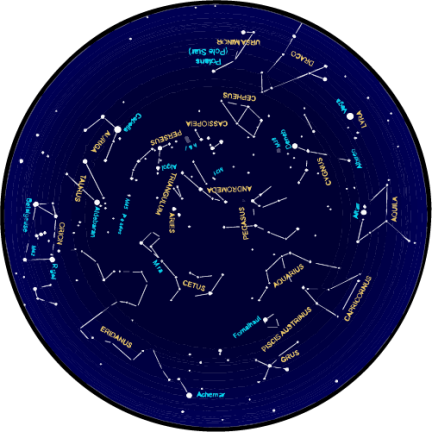 URSA MINOR
Polaris
(Pole Star)
DRACO
CEPHEUS
Vega
LYRA
Capella
AURIGA
PERSEUS
CASSIOPEIA
Deneb
CYGNUS
Algol
TRIANGULUM
ANDROMEDA
TAURUS
Aldebaran
ARIES
PEGASUS
Altair
AQUILA
Betelgeuse
ORION
Rigel
Mira
CETUS
AQUARIUS
CAPRICORNUS
Fomalhaut
PISCIS AUSTRINUS
GRUS
ERIDANUS
Achernar